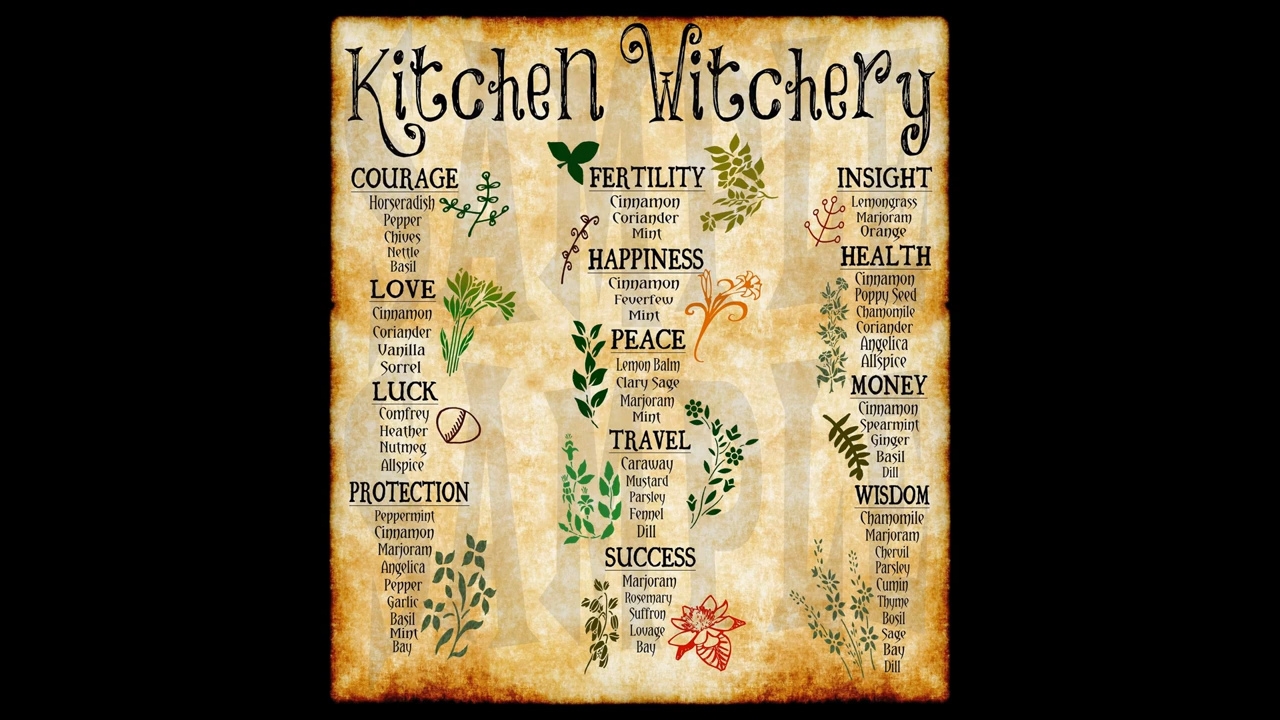 Kitchen Witchery
COURAGE
Horseradish
Pepper
Chives
Nettle
Basil
LOVE
Cinnamon
Coriander
Vanilla
Sorrel
LUCK
Comfrey
Heather
Nutmeg
Allspice
PROTECTION
Peppermint
Cinnamon
Marjoram
Angelica
Pepper
Garlic
Basil
Mint
Bay
FERTILITY
Cinnamon
Coriander
Mint
HAPPINESS
Cinnamon
Feverfew
Mint
PEACE
Lemon Balm
Clary Sage
Marjoram
Mint
TRAVEL
Caraway
Mustard
Parsley
Fennel
Dill
SUCCESS
Marjoram
Rosemary
Suffron
Lovage
Bay
INSIGHT
Lemongrass
Marjoram
Orange
HEALTH
Cinnamon
Poppy Seed
Chamomile
Coriander
Angelica
Allspice
MONEY
Cinnamon
Spearmint
Ginger
Basil
Dill
WISDOM
Chamomile
Marjoram
Chervil
Parsley
Cumin
Thyme
Bosil
Sage
Bay
Dill